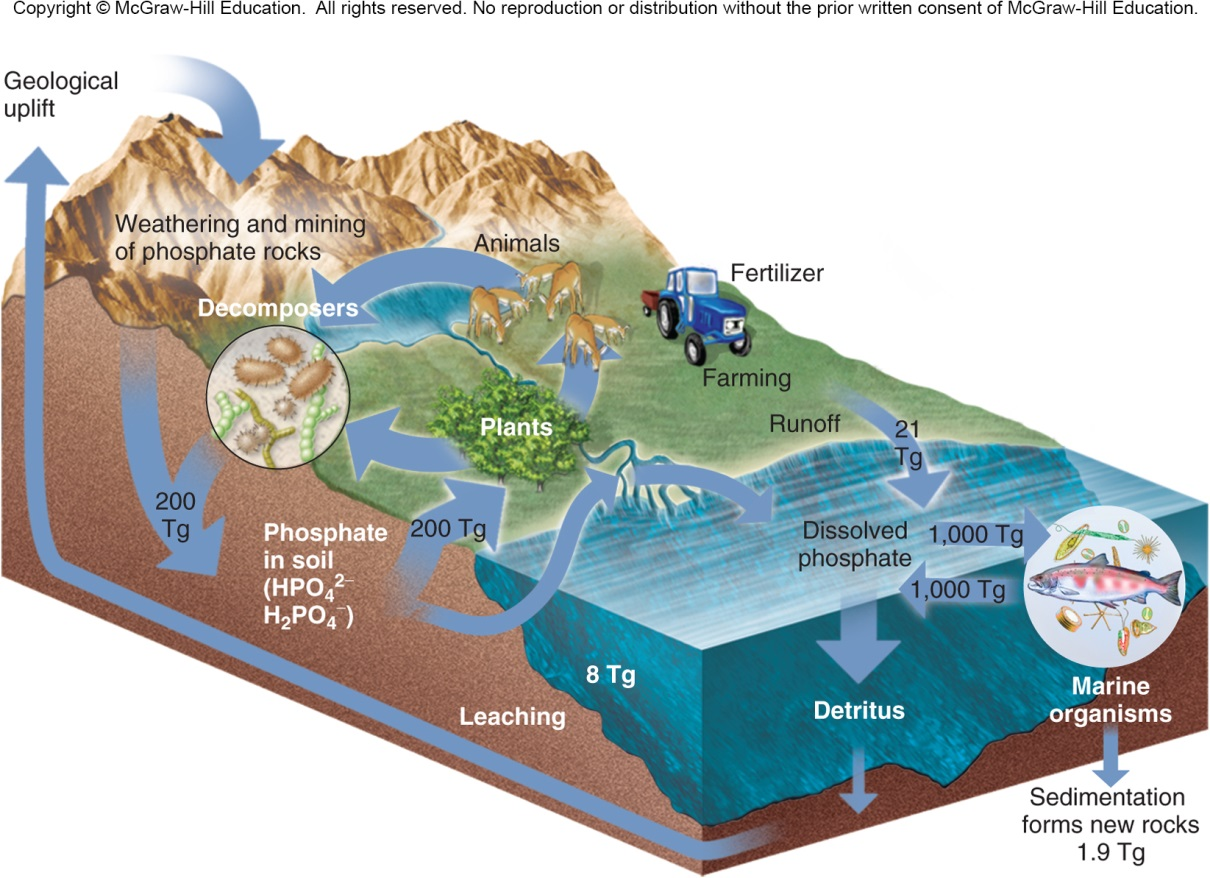 Copyright © McGraw-Hill Education. All rights reserved. No reproduction or distribution without the prior written consent of McGraw-Hill Education.
Geological
uplift
Weathering and mining
of phosphate rocks
Animals
Fertilizer
Decomposers
Farming
Plants
Runoff
21
Tg
200
Tg
Phosphate
in soil
(HPO₄²⁻
H₂PO₄⁻)
200 Tg
Dissolved
phosphate
1,000 Tg
1,000 Tg
8 Tg
Leaching
Detritus
Marine
organisms
Sedimentation
forms new rocks
1.9 Tg